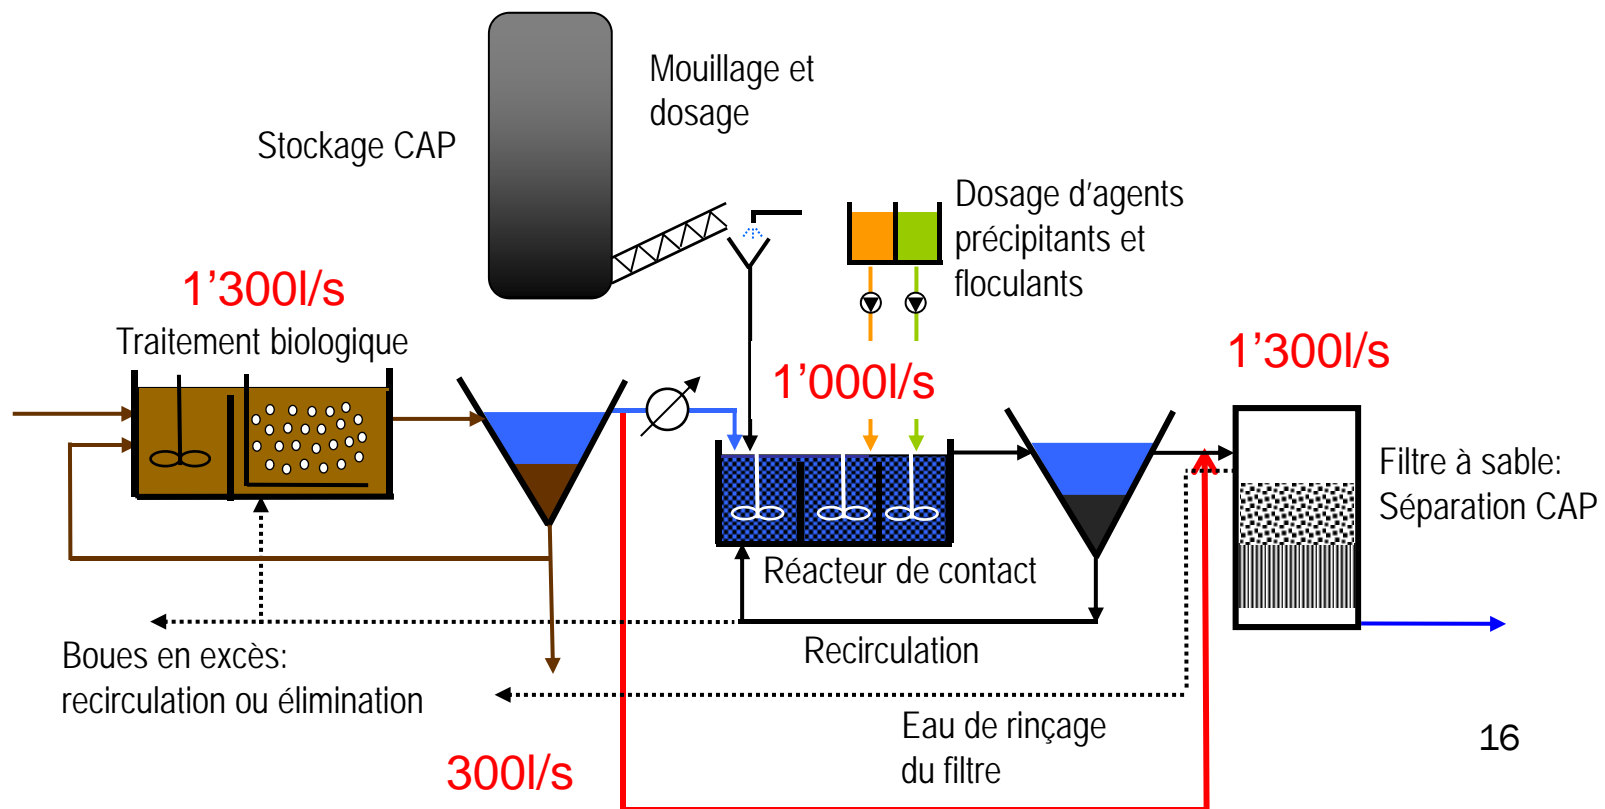 Mouillage et
dosage
Stockage CAP
Dosage d'agents
précipitants et
floculants
1'300l/s
Traitement biologique
1'000l/s
1'300l/s
Filtre à sable:
Séparation CAP
Réacteur de contact
Recirculation
Boues en excès:
recirculation ou élimination
Eau de rinçage
du filtre
300l/s
16